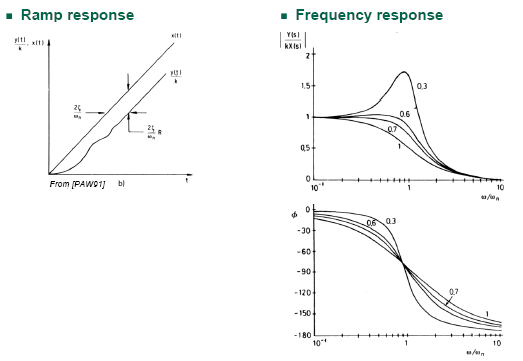 ■ Ramp response
y(t)/k , x(t)
x(t)
y(t)/k
2ζ/ωn
2ζ/ωn R
t
From [PAW91] b)
■ Frequency response
|Y(s)/kX(s)|
2
1.5
1
0.5
0
0.3
0.6
0.7
1
10⁻¹ 1 10
ω/ωn
Φ
0
-30
-60
-90
-120
-150
-180
0.6 0.3
0.7
1
10⁻¹ 1 10
ω/ωn